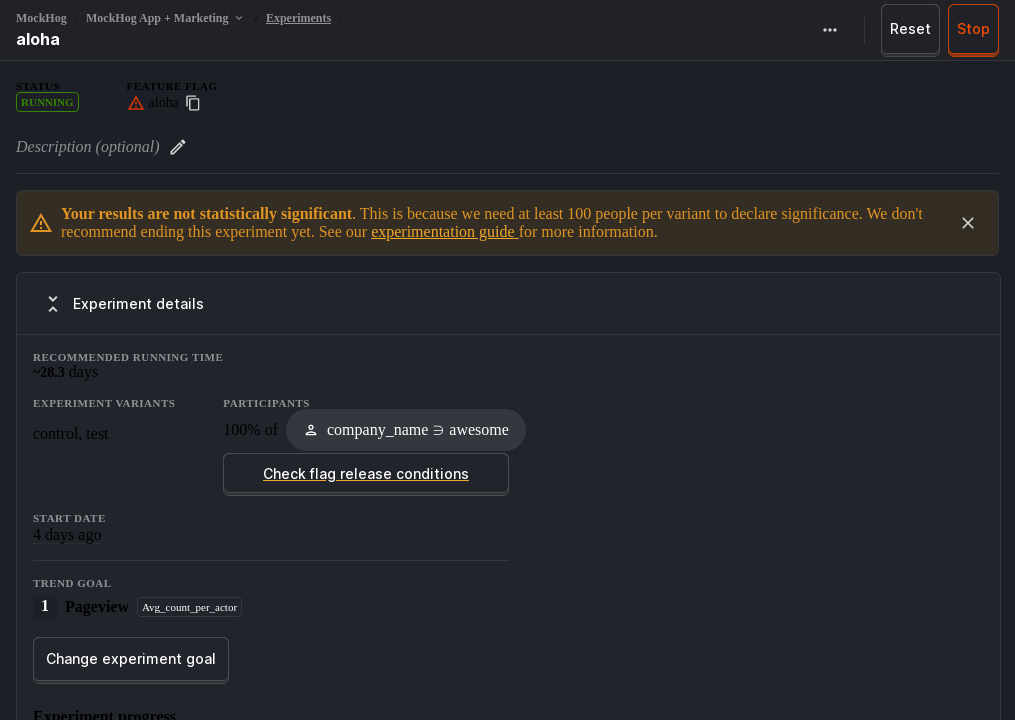 MockHog / MockHog App + Marketing / Experiments /
aloha
Reset
Stop
STATUS
FEATURE FLAG
RUNNING
aloha
Description (optional)
Your results are not statistically significant. This is because we need at least 100 people per variant to declare significance. We don't
recommend ending this experiment yet. See our experimentation guide for more information.
Experiment details
RECOMMENDED RUNNING TIME
~28.3 days
EXPERIMENT VARIANTS
PARTICIPANTS
control, test
100% of company_name ∋ awesome
Check flag release conditions
START DATE
4 days ago
TREND GOAL
1 Pageview Avg_count_per_actor
Change experiment goal
Experiment progress